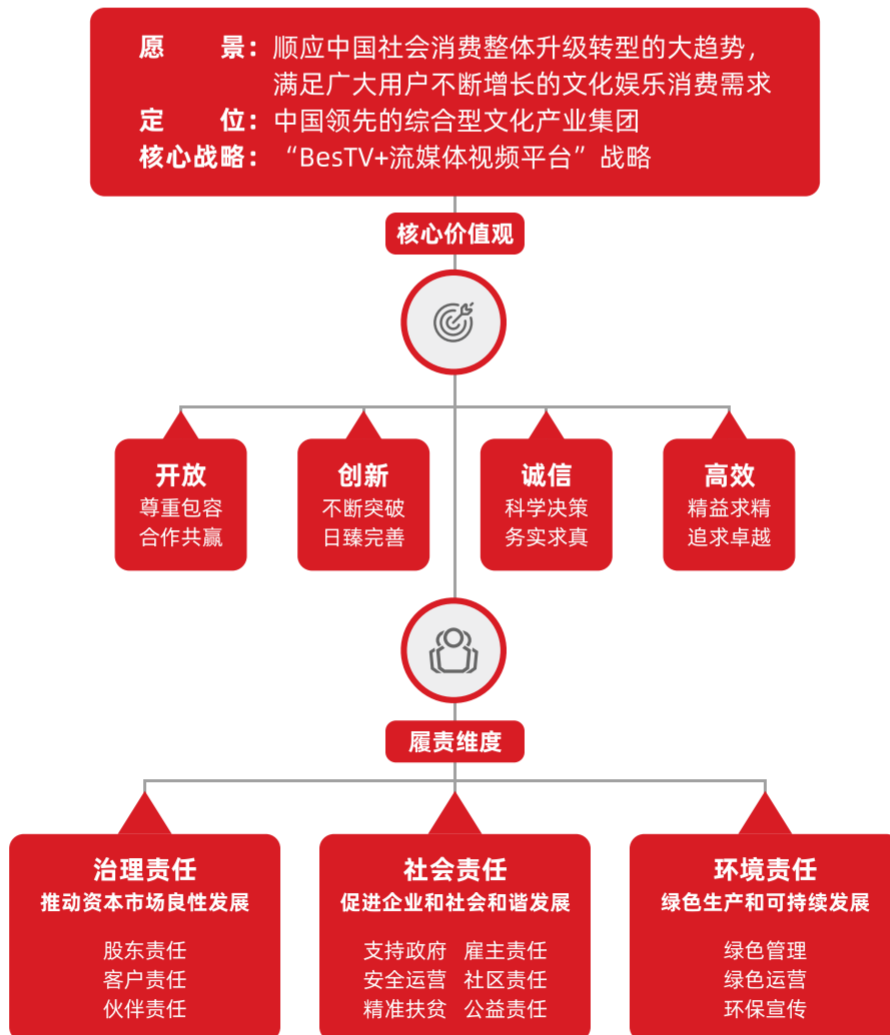 愿 景：顺应中国社会消费整体升级转型的大趋势，
满足广大用户不断增长的文化娱乐消费需求
定 位：中国领先的综合型文化产业集团
核心战略：“BesTV+流媒体视频平台”战略
核心价值观
开放
尊重包容
合作共赢
创新
不断突破
日臻完善
诚信
科学决策
务实求真
高效
精益求精
追求卓越
履责维度
治理责任
推动资本市场良性发展
股东责任
客户责任
伙伴责任
社会责任
促进企业和社会和谐发展
支持政府 雇主责任
安全运营 社区责任
精准扶贫 公益责任
环境责任
绿色生产和可持续发展
绿色管理
绿色运营
环保宣传